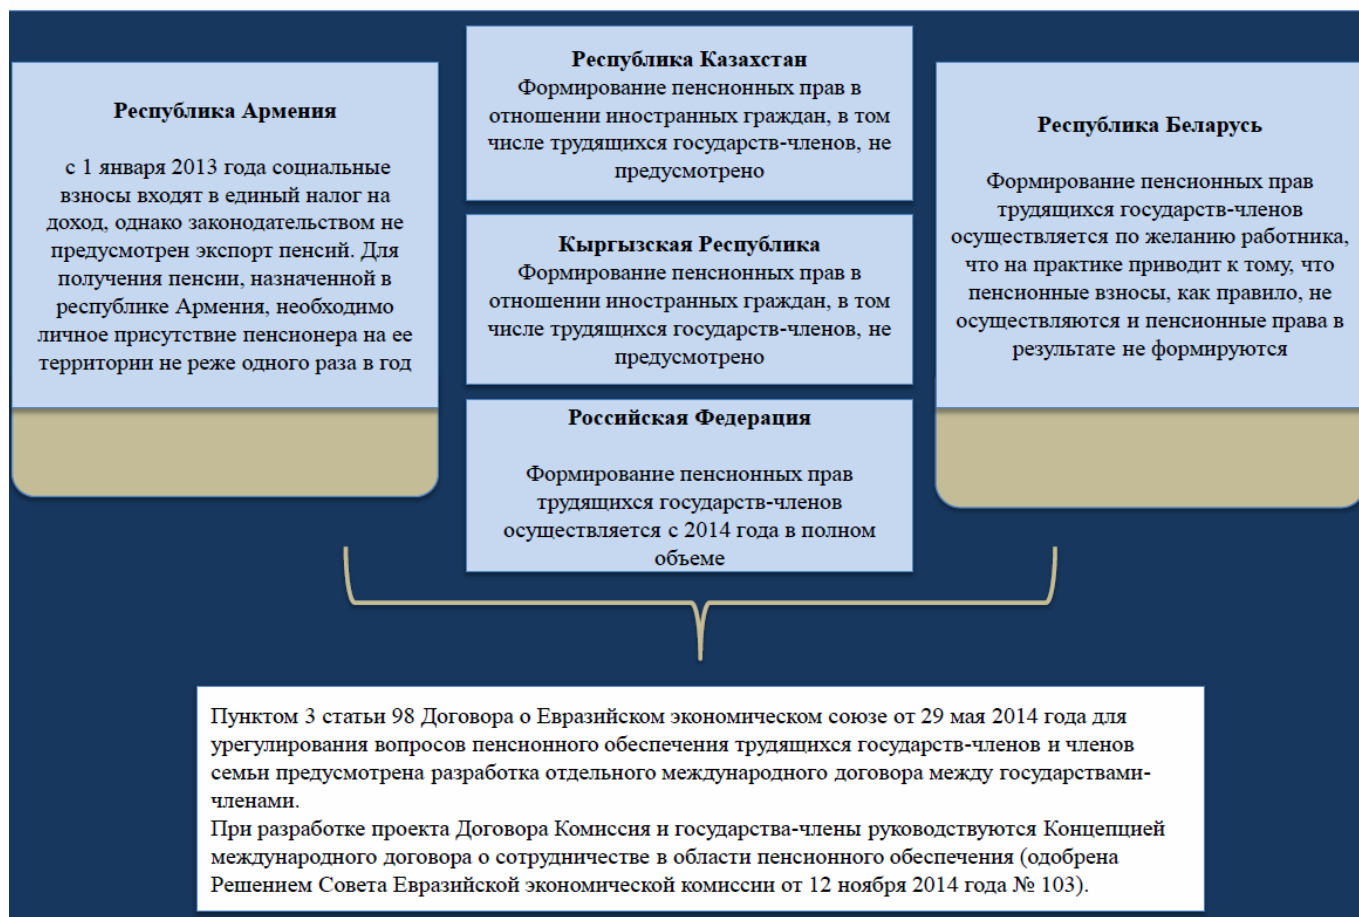 Республика Армения
с 1 января 2013 года социальные
взносы входят в единый налог на
доход, однако законодательством не
предусмотрен экспорт пенсий. Для
получения пенсии, назначенной в
республике Армения, необходимо
личное присутствие пенсионера на ее
территории не реже одного раза в год
Республика Казахстан
Формирование пенсионных прав в
отношении иностранных граждан, в том
числе трудящихся государств-членов, не
предусмотрено
Кыргызская Республика
Формирование пенсионных прав в
отношении иностранных граждан, в том
числе трудящихся государств-членов, не
предусмотрено
Российская Федерация
Формирование пенсионных прав
трудящихся государств-членов
осуществляется с 2014 года в полном
объеме
Республика Беларусь
Формирование пенсионных прав
трудящихся государств-членов
осуществляется по желанию работника,
что на практике приводит к тому, что
пенсионные взносы, как правило, не
осуществляются и пенсионные права в
результате не формируются
Пунктом 3 статьи 98 Договора о Евразийском экономическом союзе от 29 мая 2014 года для
урегулирования вопросов пенсионного обеспечения трудящихся государств-членов и членов
семьи предусмотрена разработка отдельного международного договора между государствами-
членами.
При разработке проекта Договора Комиссия и государства-члены руководствуются Концепцией
международного договора о сотрудничестве в области пенсионного обеспечения (одобрена
Решением Совета Евразийской экономической комиссии от 12 ноября 2014 года № 103).